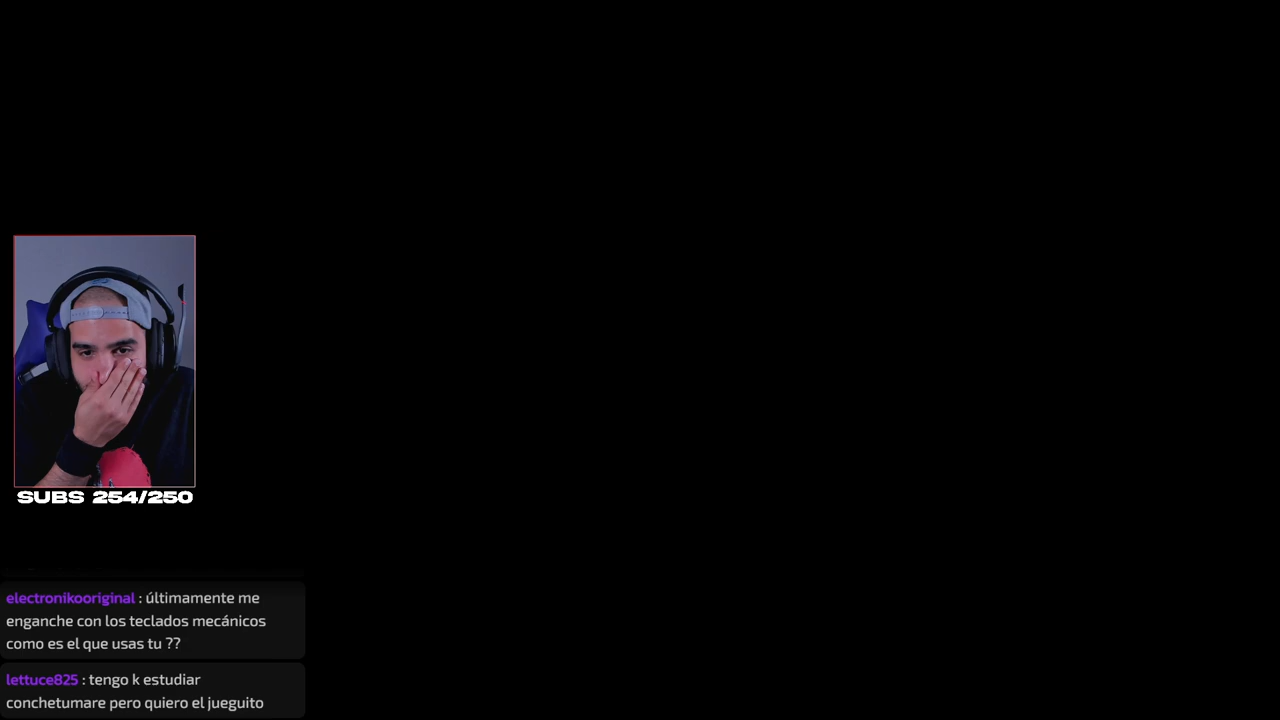 SUBS 254/250
electronikooriginal : últimamente me
enganche con los teclados mecánicos
como es el que usas tu ??
lettuce825 : tengo k estudiar
conchetumare pero quiero el jueguito